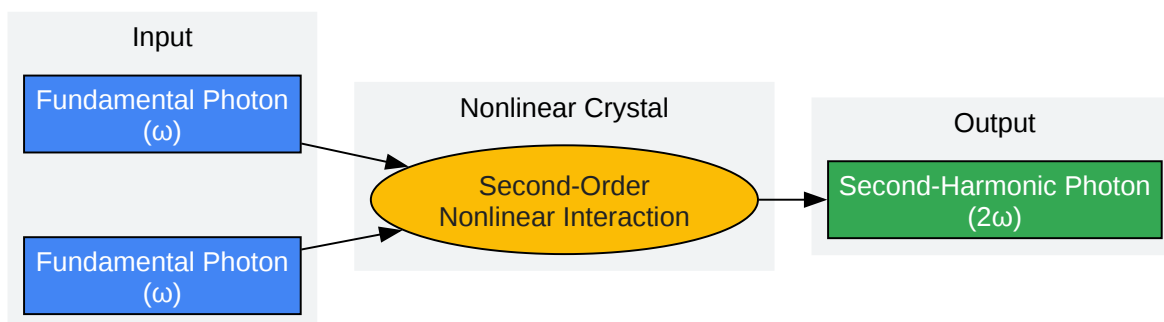 Input
Fundamental Photon
(ω)
Fundamental Photon
(ω)
Nonlinear Crystal
Second-Order
Nonlinear Interaction
Output
Second-Harmonic Photon
(2ω)